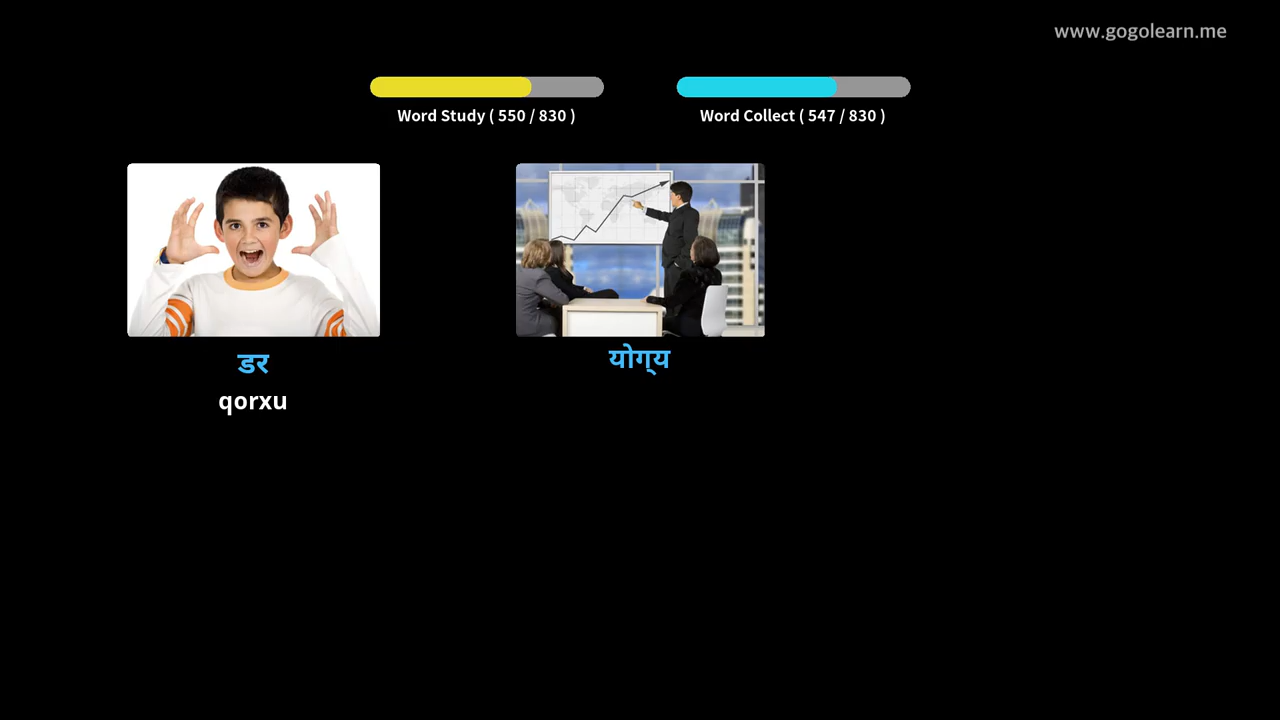 www.gogolearn.me
Word Study ( 550 / 830 )
Word Collect ( 547 / 830 )
डर
qorxu
योग्य